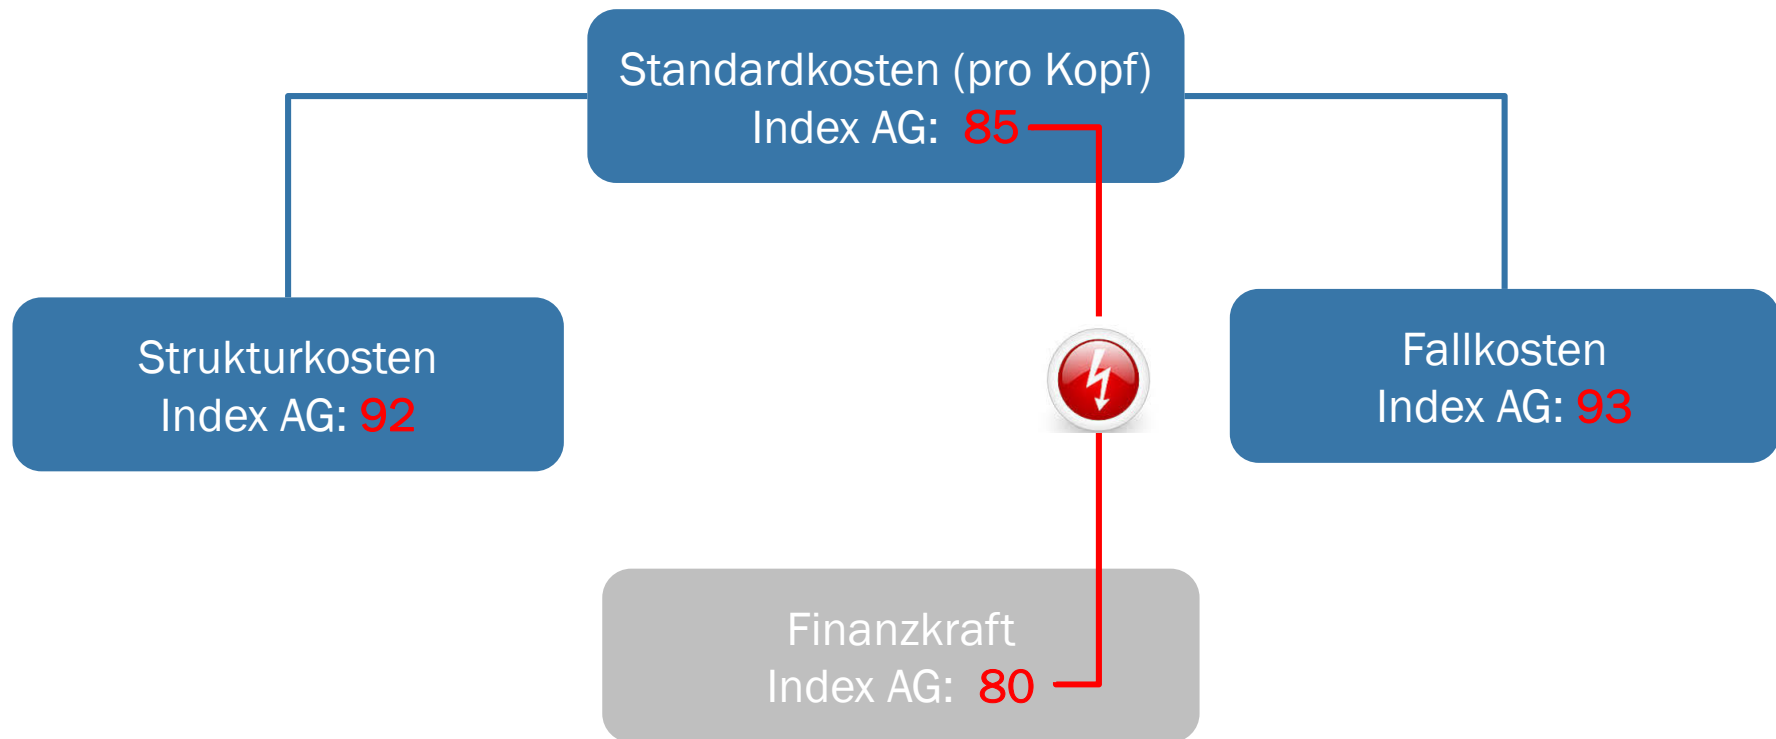 Standardkosten (pro Kopf)
Index AG: 85
Strukturkosten
Index AG: 92
Fallkosten
Index AG: 93
Finanzkraft
Index AG: 80